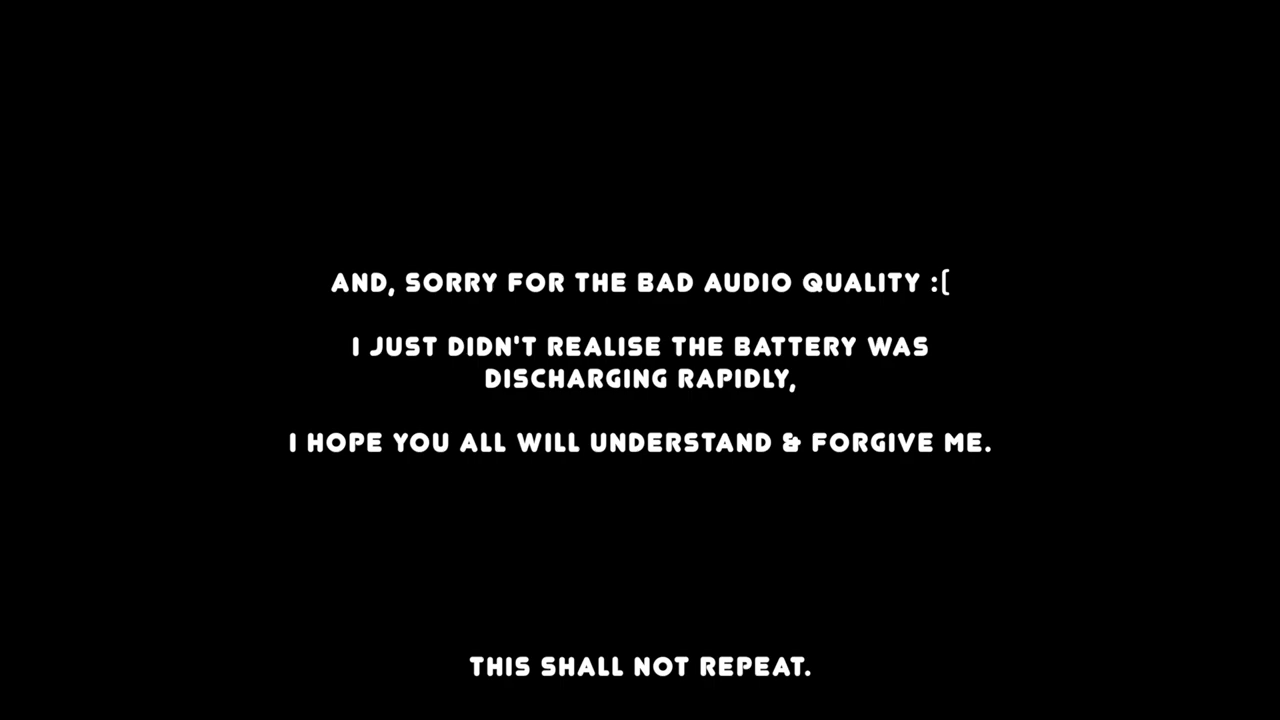 AND, SORRY FOR THE BAD AUDIO QUALITY :(
I JUST DIDN'T REALISE THE BATTERY WAS
DISCHARGING RAPIDLY,
I HOPE YOU ALL WILL UNDERSTAND & FORGIVE ME.
THIS SHALL NOT REPEAT.